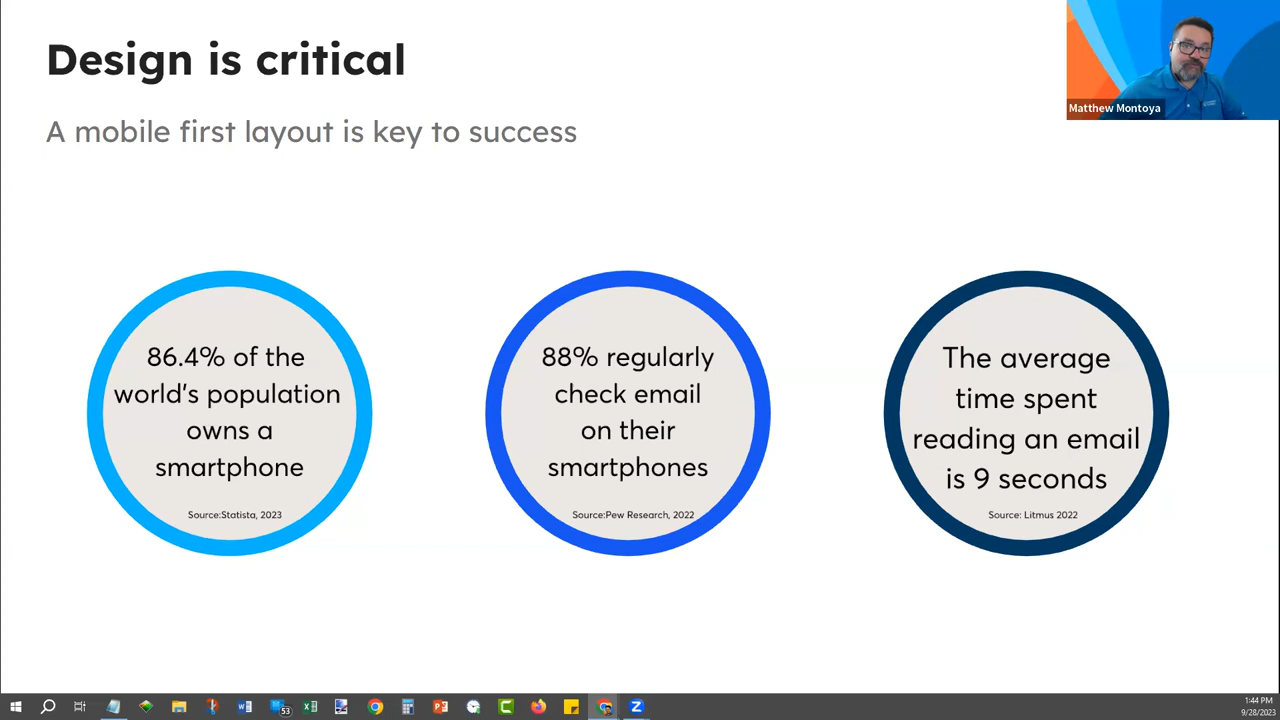 Design is critical
A mobile first layout is key to success
Matthew Montoya
86.4% of the
world's population
owns a
smartphone
Source:Statista, 2023
88% regularly
check email
on their
smartphones
Source:Pew Research, 2022
The average
time spent
reading an email
is 9 seconds
Source: Litmus 2022
53
1:44 PM
9/28/2023